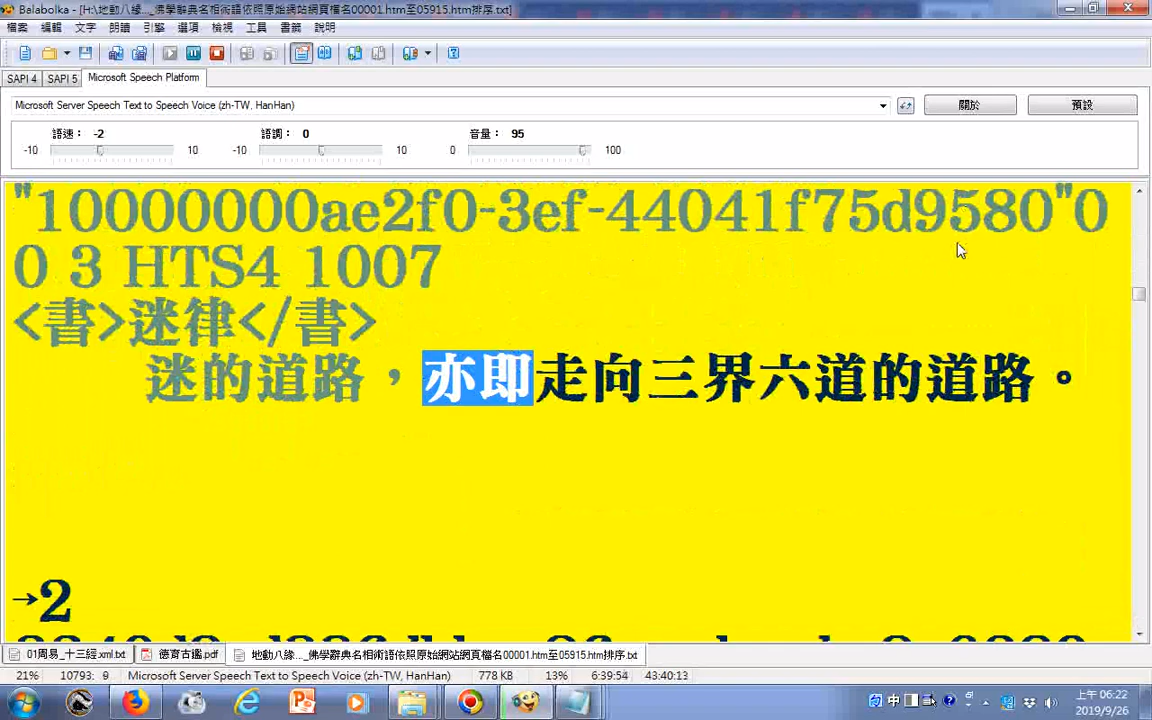 Balabolka - [H:\地動八緣..._佛學辭典名相術語依照原始網站網頁檔名00001.htm至05915.htm排序.txt]
檔案 編輯 文字 朗讀 引擎 選項 檢視 工具 書籤 說明
SAPI 4 SAPI 5 Microsoft Speech Platform
Microsoft Server Speech Text to Speech Voice (zh-TW, HanHan)
關於 預設
語速： -2 語調： 0 音量： 95
-10 10 -10 10 0 100
"10000000ae2f0-3ef-44041f75d9580"0
0 3 HTS4 1007
<書>迷律</書>
迷的道路，亦即走向三界六道的道路。
→2
01周易_十三經.xml.txt 德育古鑑.pdf 地動八緣..._佛學辭典名相術語依照原始網站網頁檔名00001.htm至05915.htm排序.txt
21% 10793: 9 Microsoft Server Speech Text to Speech Voice (zh-TW, HanHan) 778 KB 13% 6:39:54 43:40:13
中 上午 06:22
2019/9/26